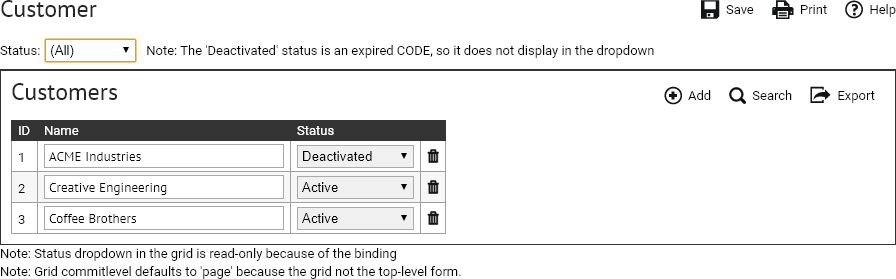 Customer
Save Print Help
Status: (All) Note: The 'Deactivated' status is an expired CODE, so it does not display in the dropdown
Customers
Add Search Export
ID Name Status
1 ACME Industries Deactivated
2 Creative Engineering Active
3 Coffee Brothers Active
Note: Status dropdown in the grid is read-only because of the binding
Note: Grid commitlevel defaults to 'page' because the grid not the top-level form.